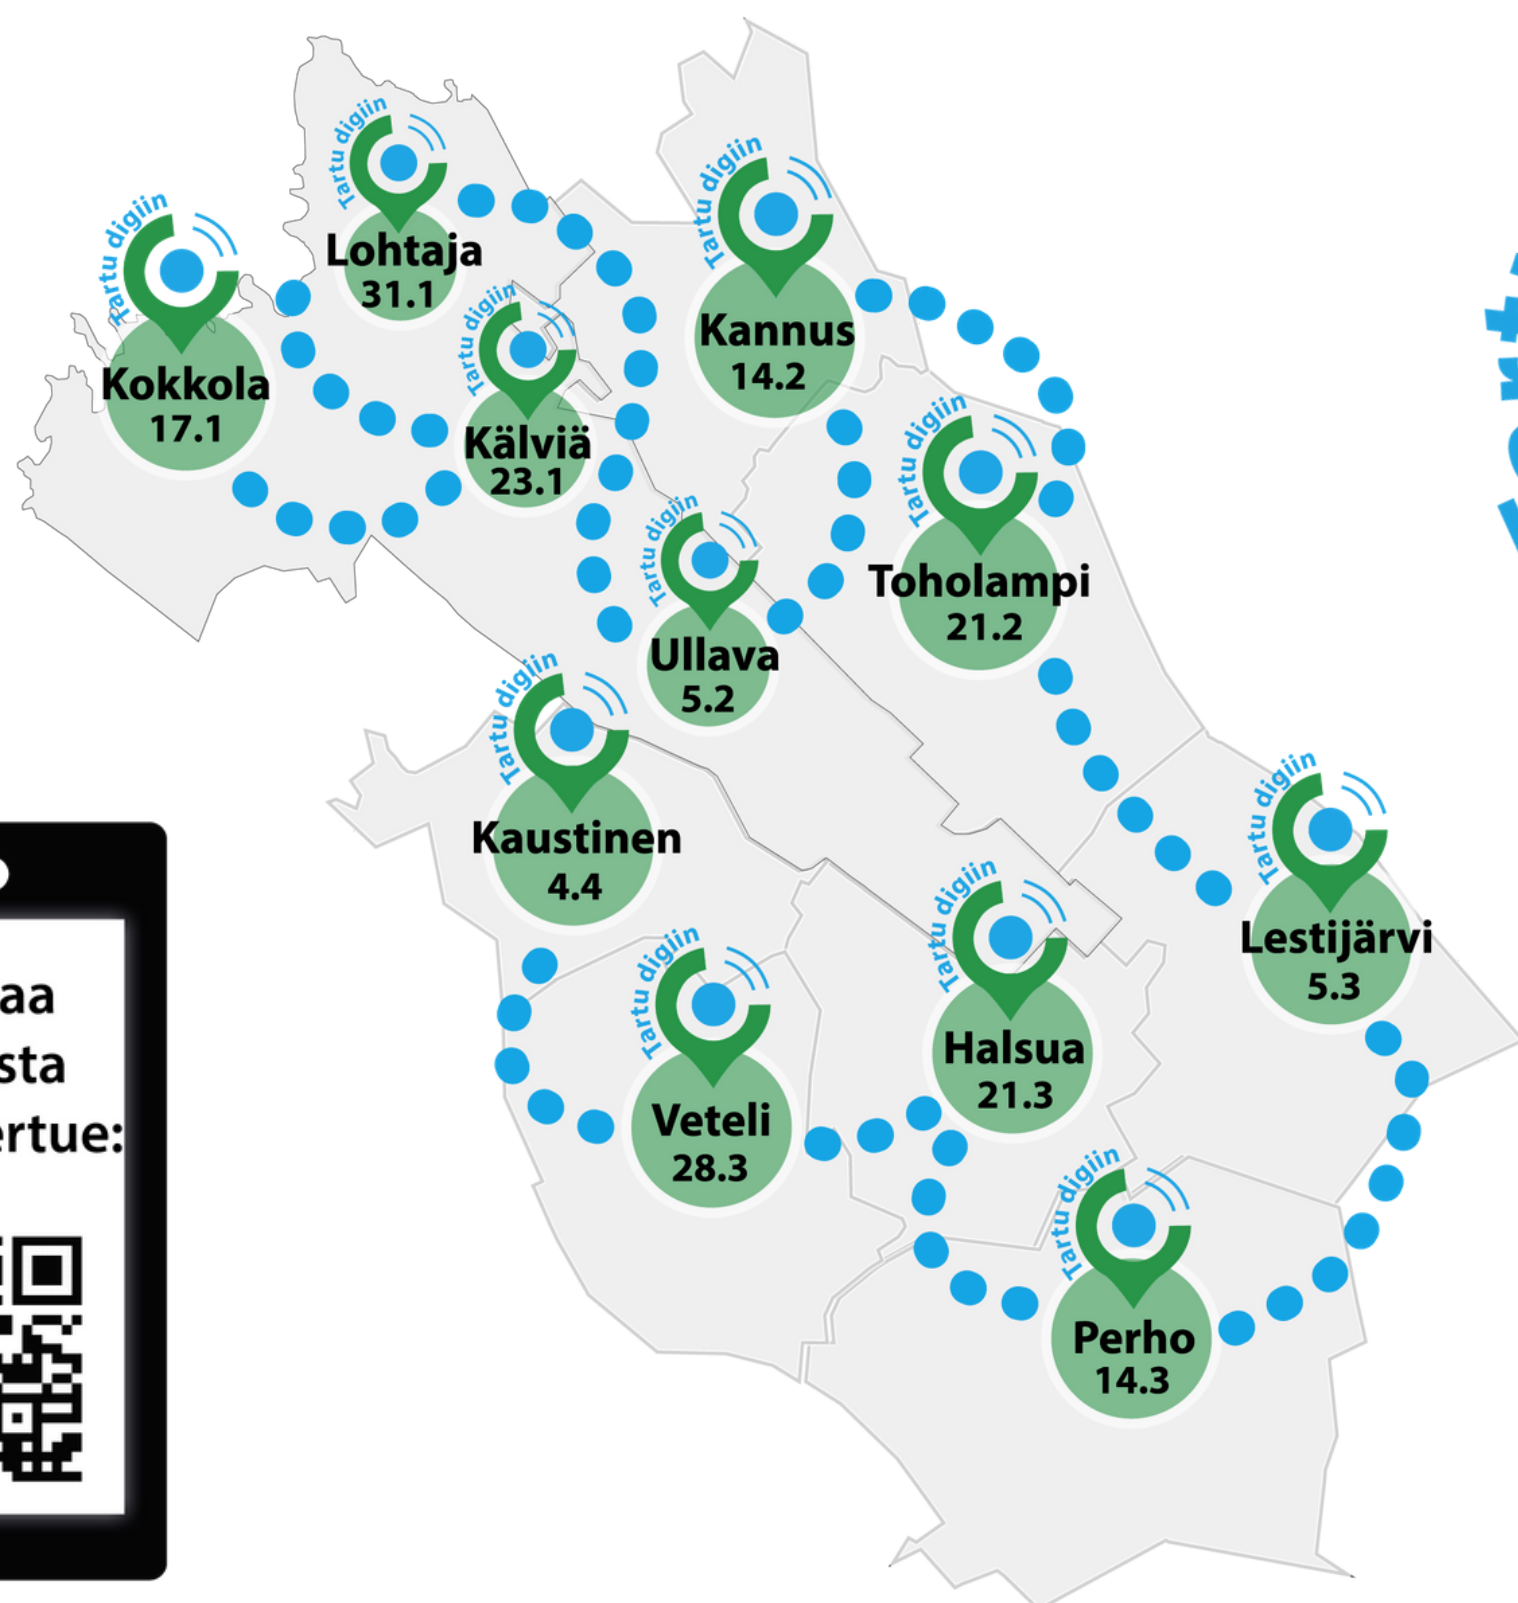 Tartu digiin
Lohtaja
31.1
Tartu digiin
Kannus
14.2
Tartu digiin
Kokkola
17.1
Tartu digiin
Kälviä
23.1
Tartu digiin
Toholampi
21.2
Tartu digiin
Ullava
5.2
Tartu digiin
Kaustinen
4.4
Tartu digiin
Lestijärvi
5.3
Tartu digiin
Halsua
21.3
Tartu digiin
Veteli
28.3
Tartu digiin
Perho
14.3
aa
sta
ertue: